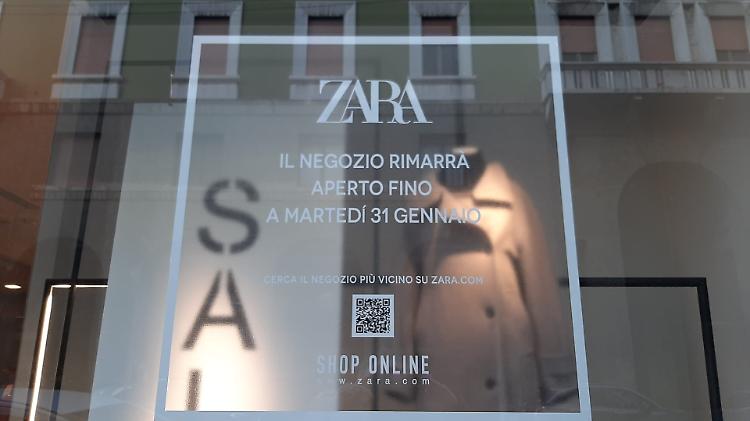 ZARA
IL NEGOZIO RIMARRA
APERTO FINO
A MARTEDÍ 31 GENNAIO
CERCA IL NEGOZIO PIÙ VICINO SU ZARA.COM
SHOP ONLINE
www.zara.com
SAL